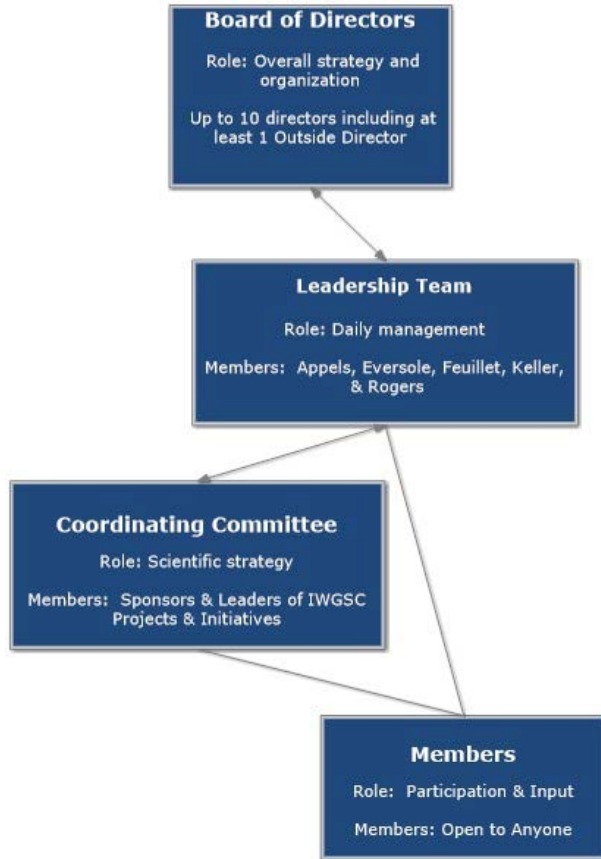 Board of Directors
Role: Overall strategy and
organization
Up to 10 directors including at
least 1 Outside Director
Leadership Team
Role: Daily management
Members: Appels, Eversole, Feuillet, Keller,
& Rogers
Coordinating Committee
Role: Scientific strategy
Members: Sponsors & Leaders of IWGSC
Projects & Initiatives
Members
Role: Participation & Input
Members: Open to Anyone